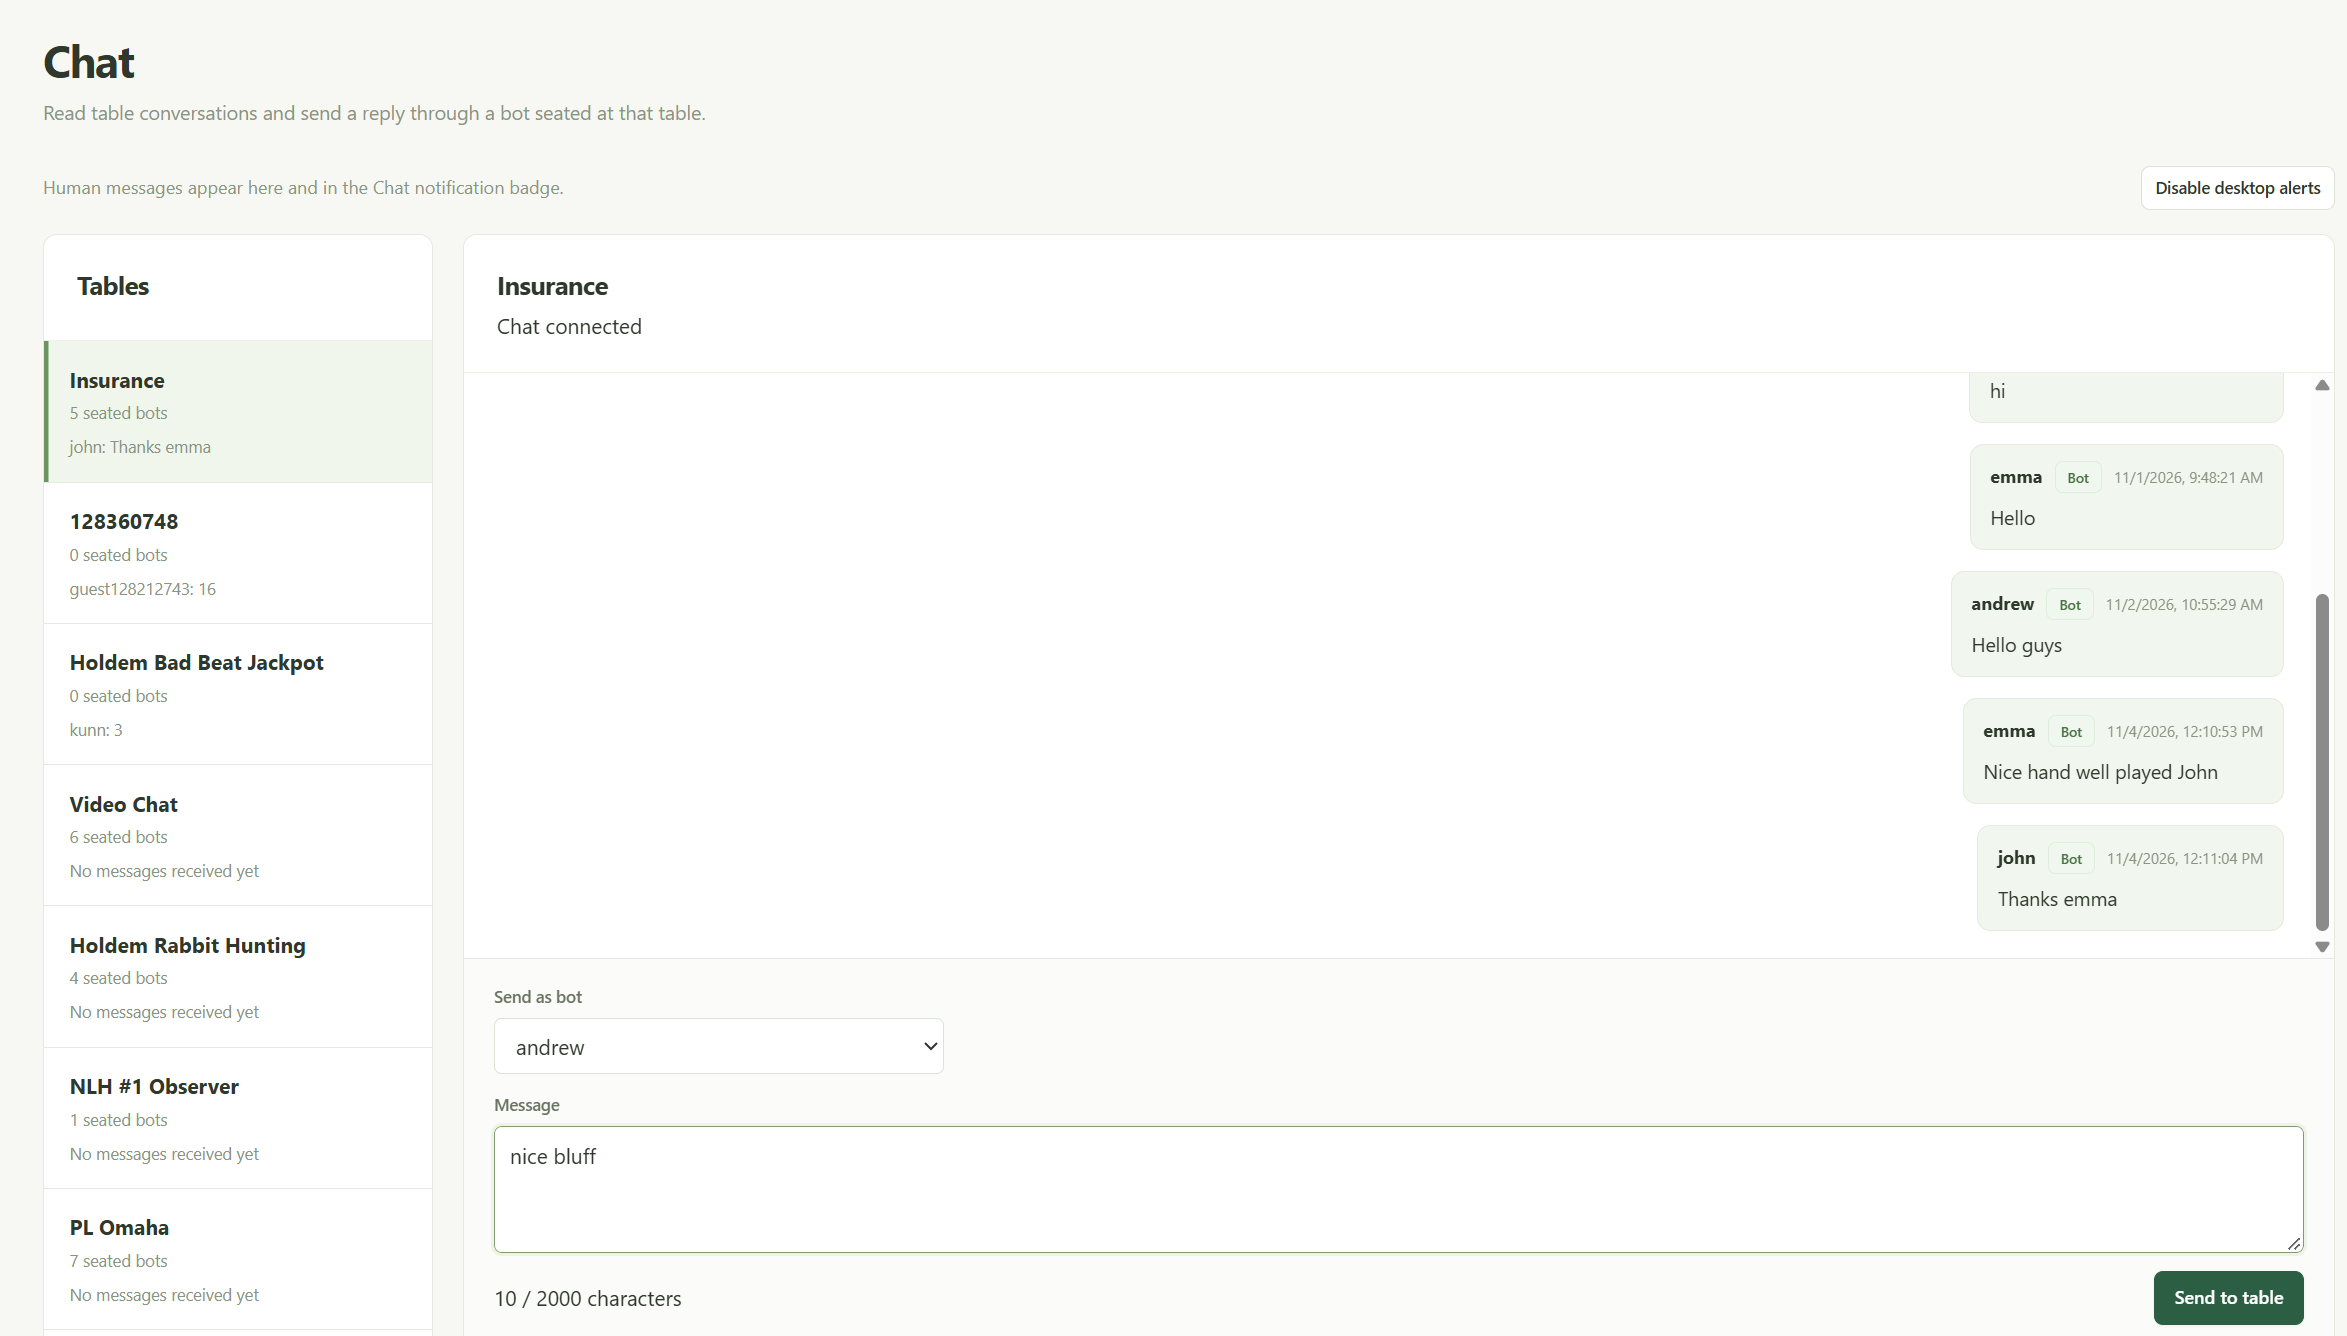 Chat
Read table conversations and send a reply through a bot seated at that table.
Human messages appear here and in the Chat notification badge.
Disable desktop alerts
Tables
Insurance
5 seated bots
john: Thanks emma
128360748
0 seated bots
guest128212743: 16
Holdem Bad Beat Jackpot
0 seated bots
kunn: 3
Video Chat
6 seated bots
No messages received yet
Holdem Rabbit Hunting
4 seated bots
No messages received yet
NLH #1 Observer
1 seated bots
No messages received yet
PL Omaha
7 seated bots
No messages received yet
Insurance
Chat connected
hi
emma Bot 11/1/2026, 9:48:21 AM
Hello
andrew Bot 11/2/2026, 10:55:29 AM
Hello guys
emma Bot 11/4/2026, 12:10:53 PM
Nice hand well played John
john Bot 11/4/2026, 12:11:04 PM
Thanks emma
Send as bot
andrew
Message
nice bluff
10 / 2000 characters
Send to table